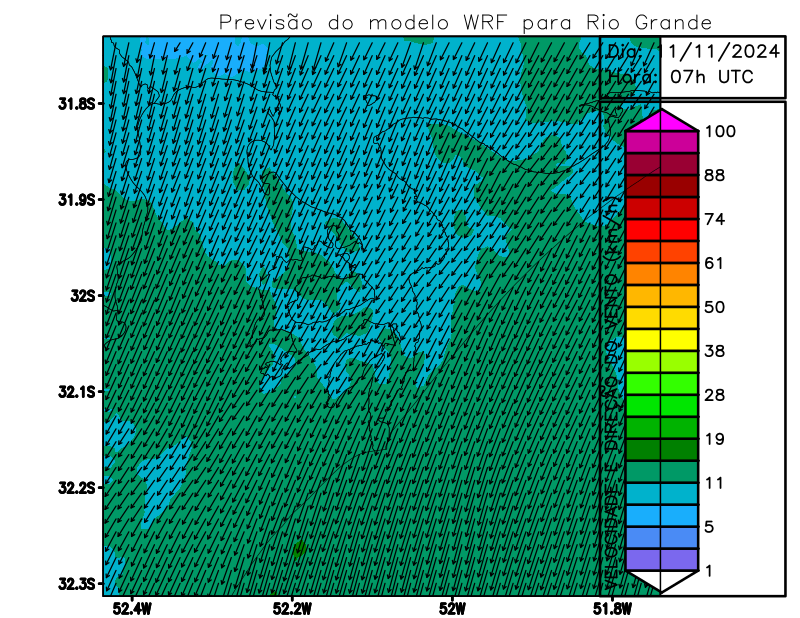 Previsão do modelo WRF para Rio Grande
Dia: 11/11/2024
Hora: 07h UTC
31.8S
31.9S
32S
32.1S
32.2S
32.3S
52.4W
52.2W
52W
51.8W
100
88
74
61
50
38
28
19
11
5
1
VELOCIDADE E DIREÇÃO DO VENTO